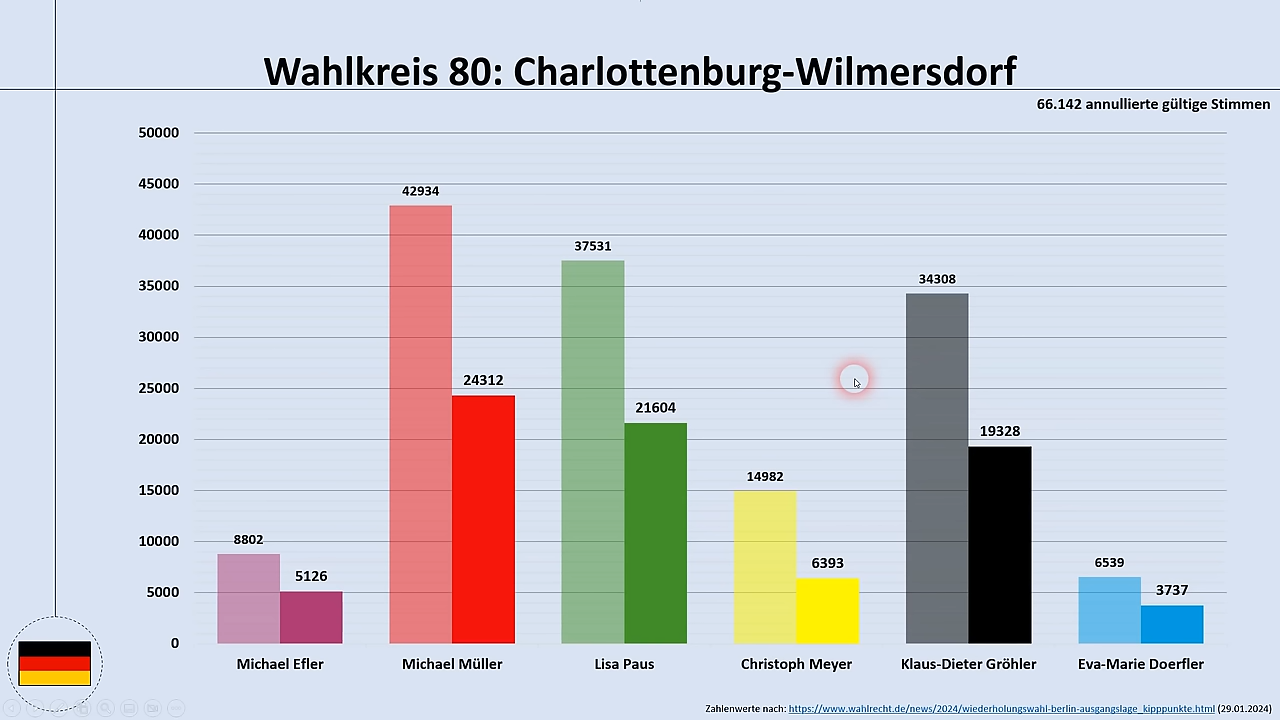 Wahlkreis 80: Charlottenburg-Wilmersdorf
66.142 annullierte gültige Stimmen
50000
45000
40000
35000
30000
25000
20000
15000
10000
5000
0
8802
5126
42934
24312
37531
21604
14982
6393
34308
19328
6539
3737
Michael Efler
Michael Müller
Lisa Paus
Christoph Meyer
Klaus-Dieter Gröhler
Eva-Marie Doerfler
Zahlenwerte nach: https://www.wahlrecht.de/news/2024/wiederholungswahl-berlin-ausgangslage_kipppunkte.html (29.01.2024)